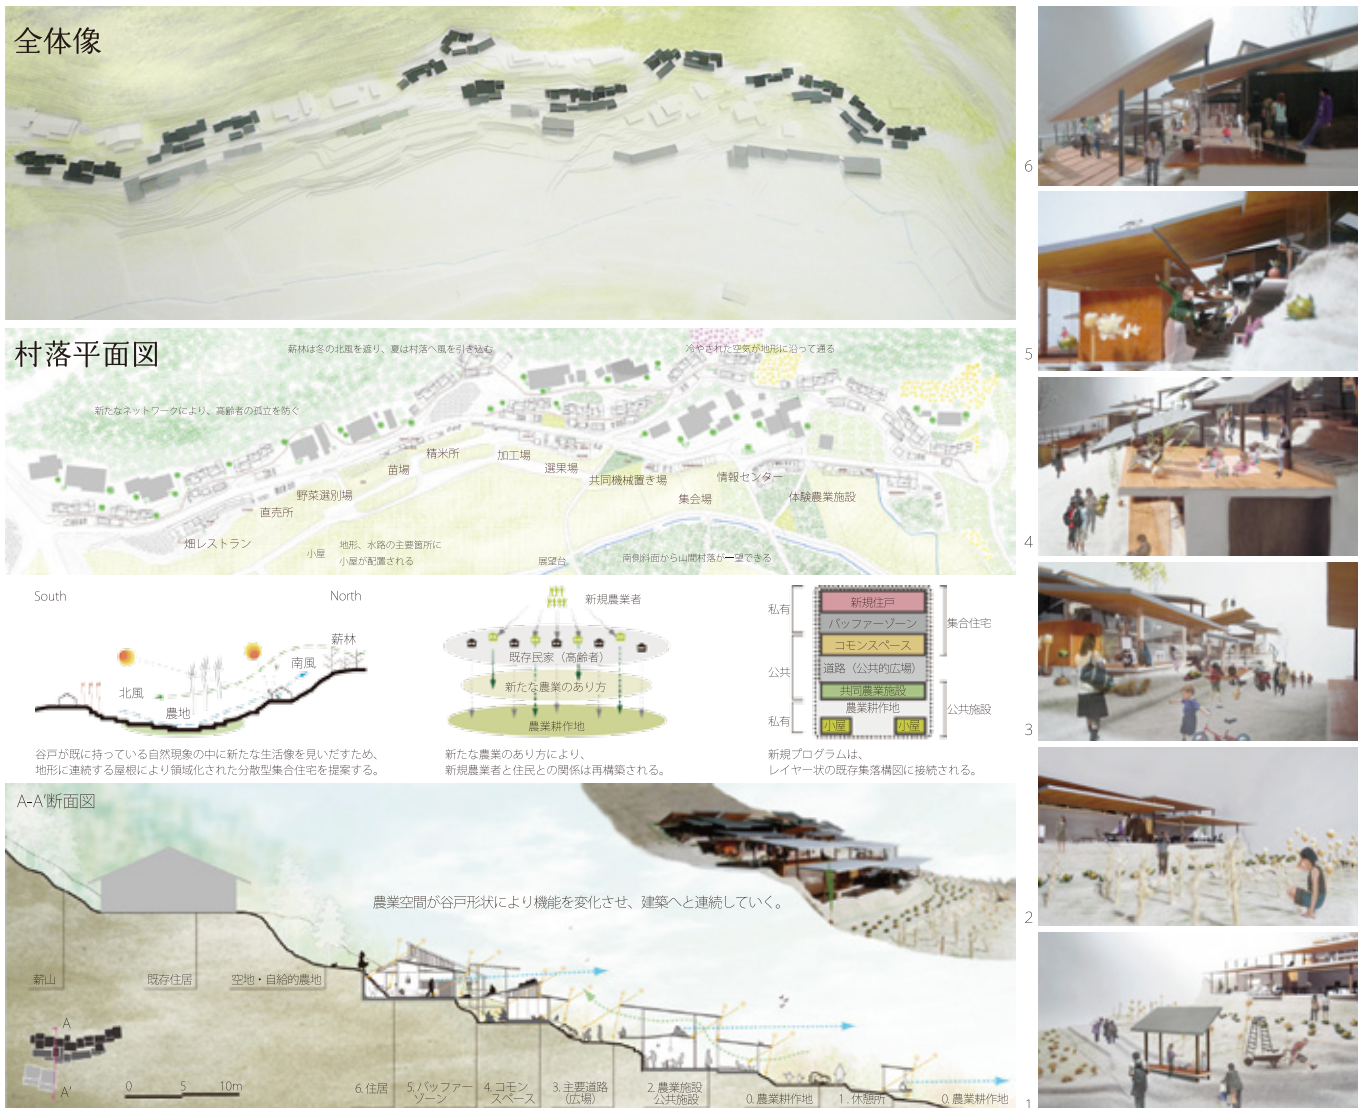 全体像
村落平面図
薪林は冬の北風を遮り、夏は村落へ風を引き込む
冷やされた空気が地形に沿って通る
新たなネットワークにより、高齢者の孤立を防ぐ
精米所
加工場
苗場
選果場
共同機械置き場
情報センター
野菜選別場
集会場
体験農業施設
直売所
畑レストラン
小屋
地形、水路の主要箇所に
小屋が配置される
展望台
南側斜面から山間村落が一望できる
South
North
薪林
南風
北風
農地
谷戸が既に持っている自然現象の中に新たな生活像を見いだすため、
地形に連続する屋根により領域化された分散型集合住宅を提案する。
新規農業者
既存民家（高齢者）
新たな農業のあり方
農業耕作地
新たな農業のあり方により、
新規農業者と住民との関係は再構築される。
私有
公共
私有
新規住戸
バッファーゾーン
コモンスペース
道路（公共的広場）
共同農業施設
農業耕作地
小屋
小屋
集合住宅
公共施設
新規プログラムは、
レイヤー状の既存集落構図に接続される。
A-A'断面図
農業空間が谷戸形状により機能を変化させ、建築へと連続していく。
薪山
既存住居
空地・自給的農地
A
A'
0 5 10m
6. 住居
5. バッファー
ゾーン
4. コモン
スペース
3. 主要道路
（広場）
2. 農業施設
公共施設
0. 農業耕作地
1. 休憩所
0. 農業耕作地
6
5
4
3
2
1